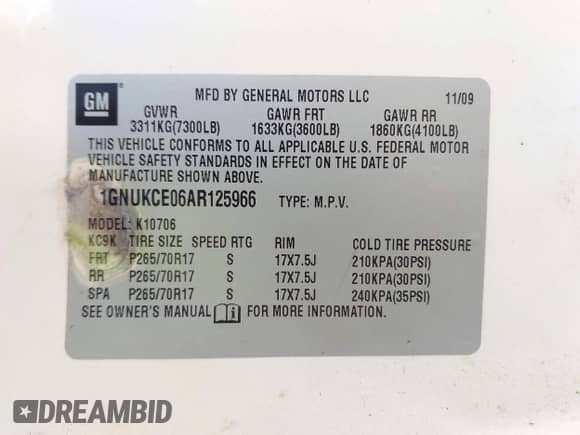 GM
MFD BY GENERAL MOTORS LLC 11/09
GVWR GAWR FRT GAWR RR
3311KG(7300LB) 1633KG(3600LB) 1860KG(4100LB)
THIS VEHICLE CONFORMS TO ALL APPLICABLE U.S. FEDERAL MOTOR
VEHICLE SAFETY STANDARDS IN EFFECT ON THE DATE OF
MANUFACTURE SHOWN ABOVE.
1GNUKCE06AR125966 TYPE: M.P.V.
MODEL: K10706
KC9K TIRE SIZE SPEED RTG RIM COLD TIRE PRESSURE
FRT P265/70R17 S 17X7.5J 210KPA(30PSI)
RR P265/70R17 S 17X7.5J 210KPA(30PSI)
SPA P265/70R17 S 17X7.5J 240KPA(35PSI)
SEE OWNER'S MANUAL i FOR MORE INFORMATION.
DREAMBID